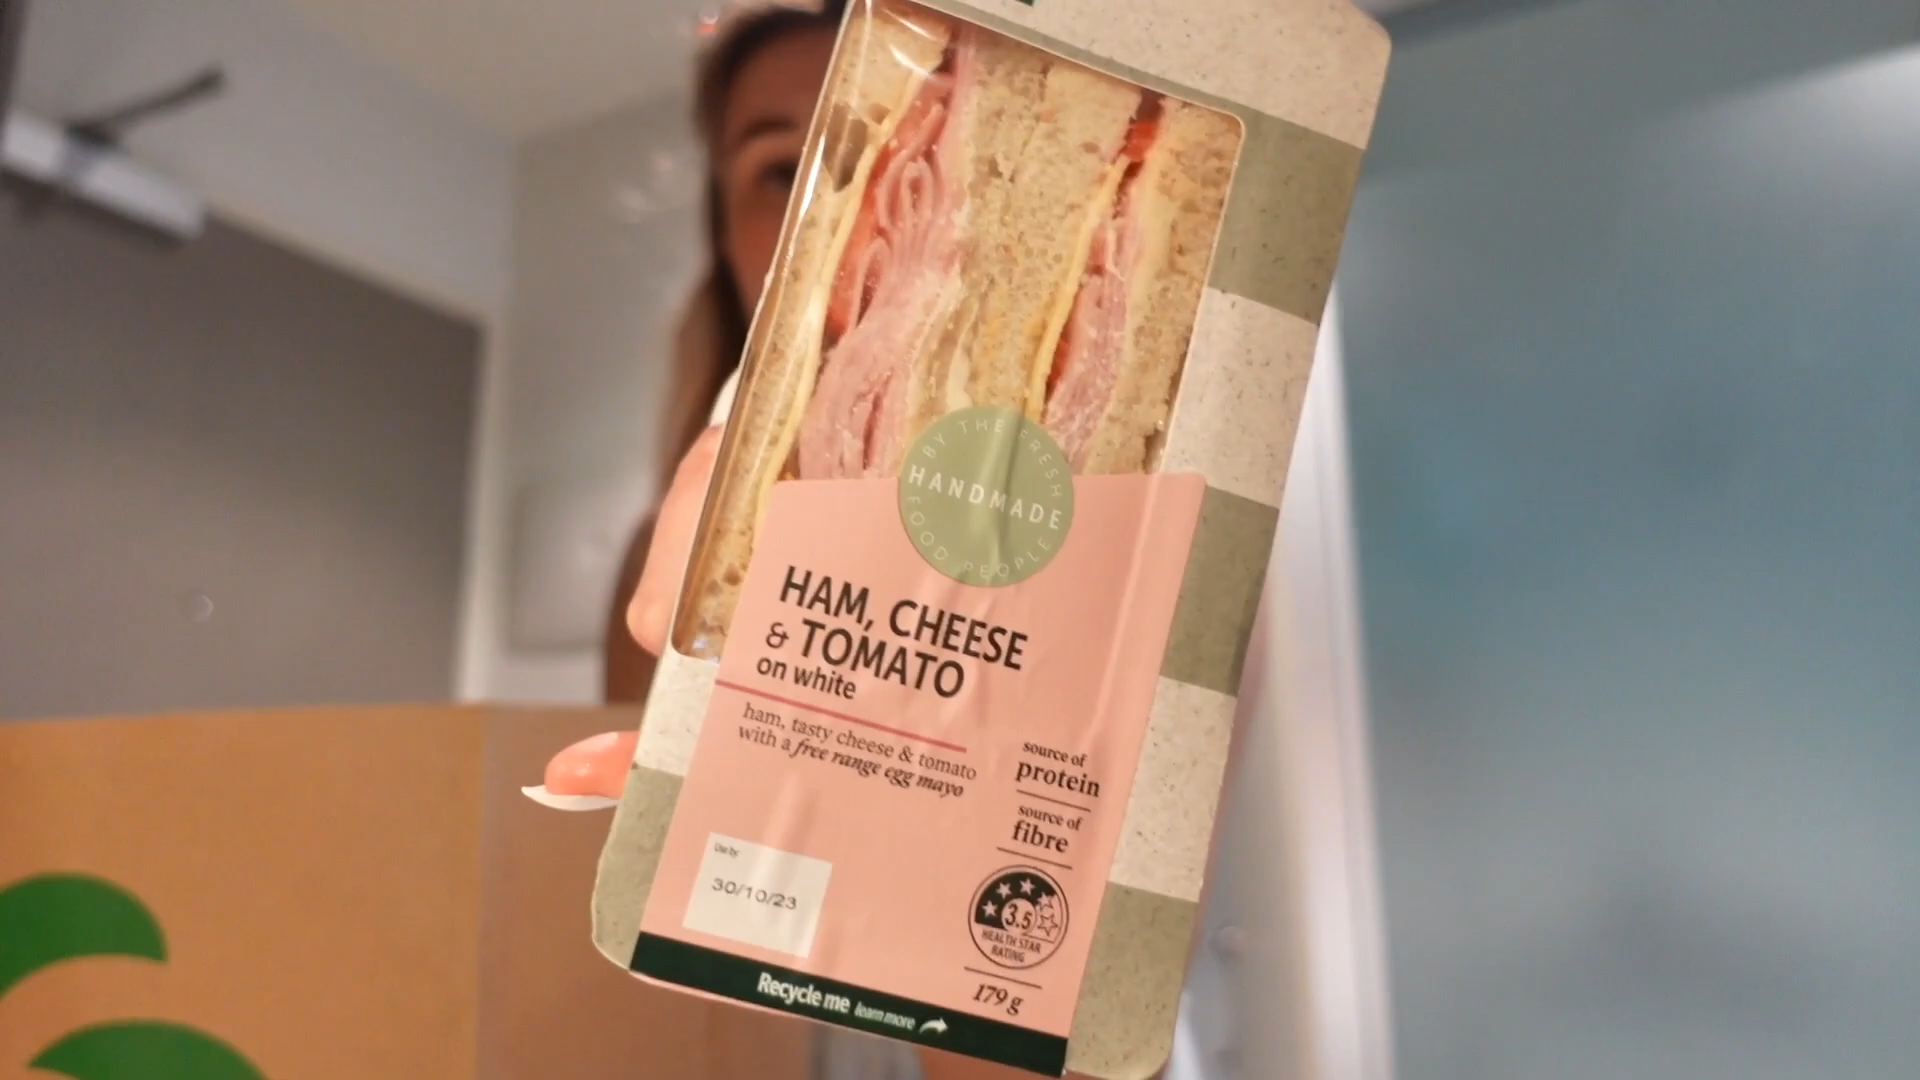 BY THE FRESH
HANDMADE
FOOD PEOPLE
HAM, CHEESE
& TOMATO
on white
ham, tasty cheese & tomato
with a free range egg mayo
source of
protein
source of
fibre
Use by:
30/10/23
3.5
HEALTH STAR
RATING
179 g
Recycle me learn more